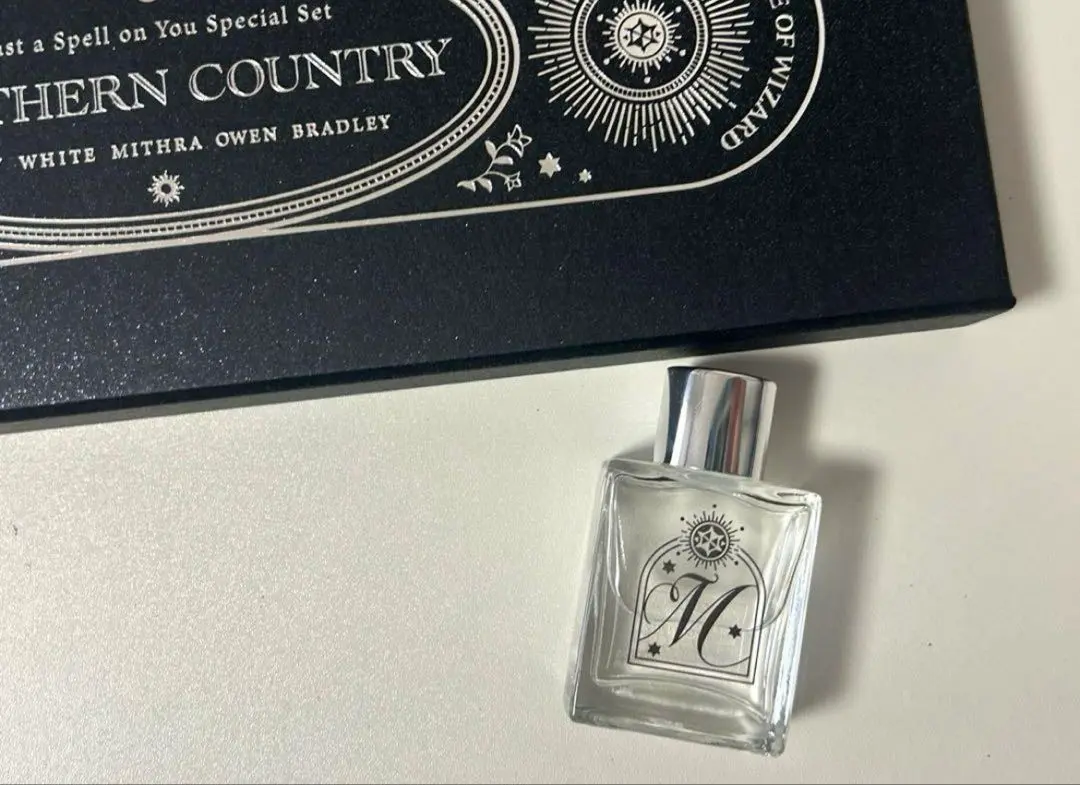 ast a Spell on You Special Set
THERN COUNTRY
WHITE MITHRA OWEN BRADLEY
OF WIZARD
M